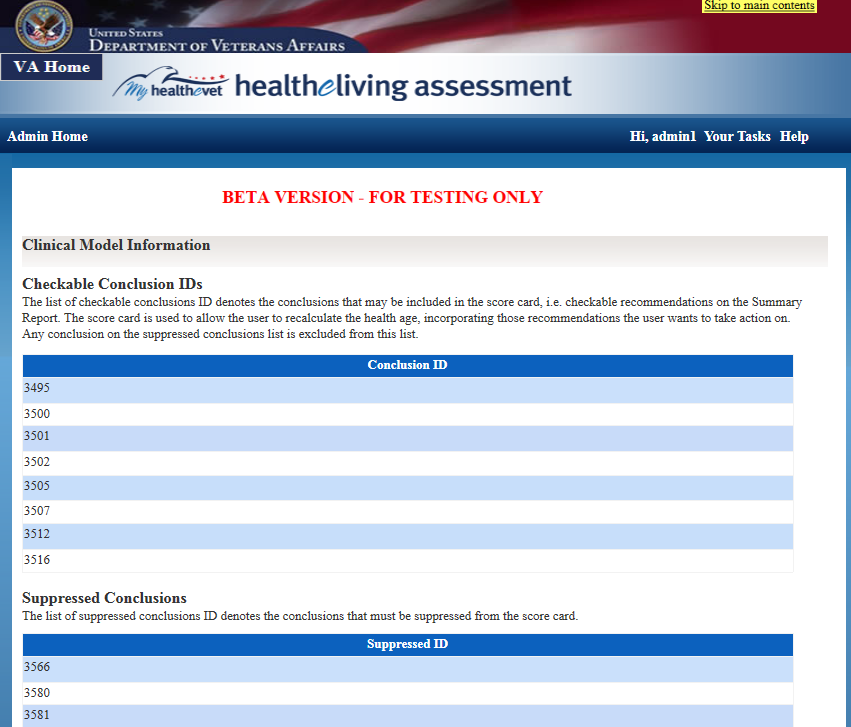 Skip to main contents
UNITED STATES
DEPARTMENT OF VETERANS AFFAIRS
VA Home
My healthevet healtheliving assessment
Admin Home Hi, admin1 Your Tasks Help
BETA VERSION - FOR TESTING ONLY
Clinical Model Information
Checkable Conclusion IDs
The list of checkable conclusions ID denotes the conclusions that may be included in the score card, i.e. checkable recommendations on the Summary
Report. The score card is used to allow the user to recalculate the health age, incorporating those recommendations the user wants to take action on.
Any conclusion on the suppressed conclusions list is excluded from this list.
Conclusion ID
3495
3500
3501
3502
3505
3507
3512
3516
Suppressed Conclusions
The list of suppressed conclusions ID denotes the conclusions that must be suppressed from the score card.
Suppressed ID
3566
3580
3581